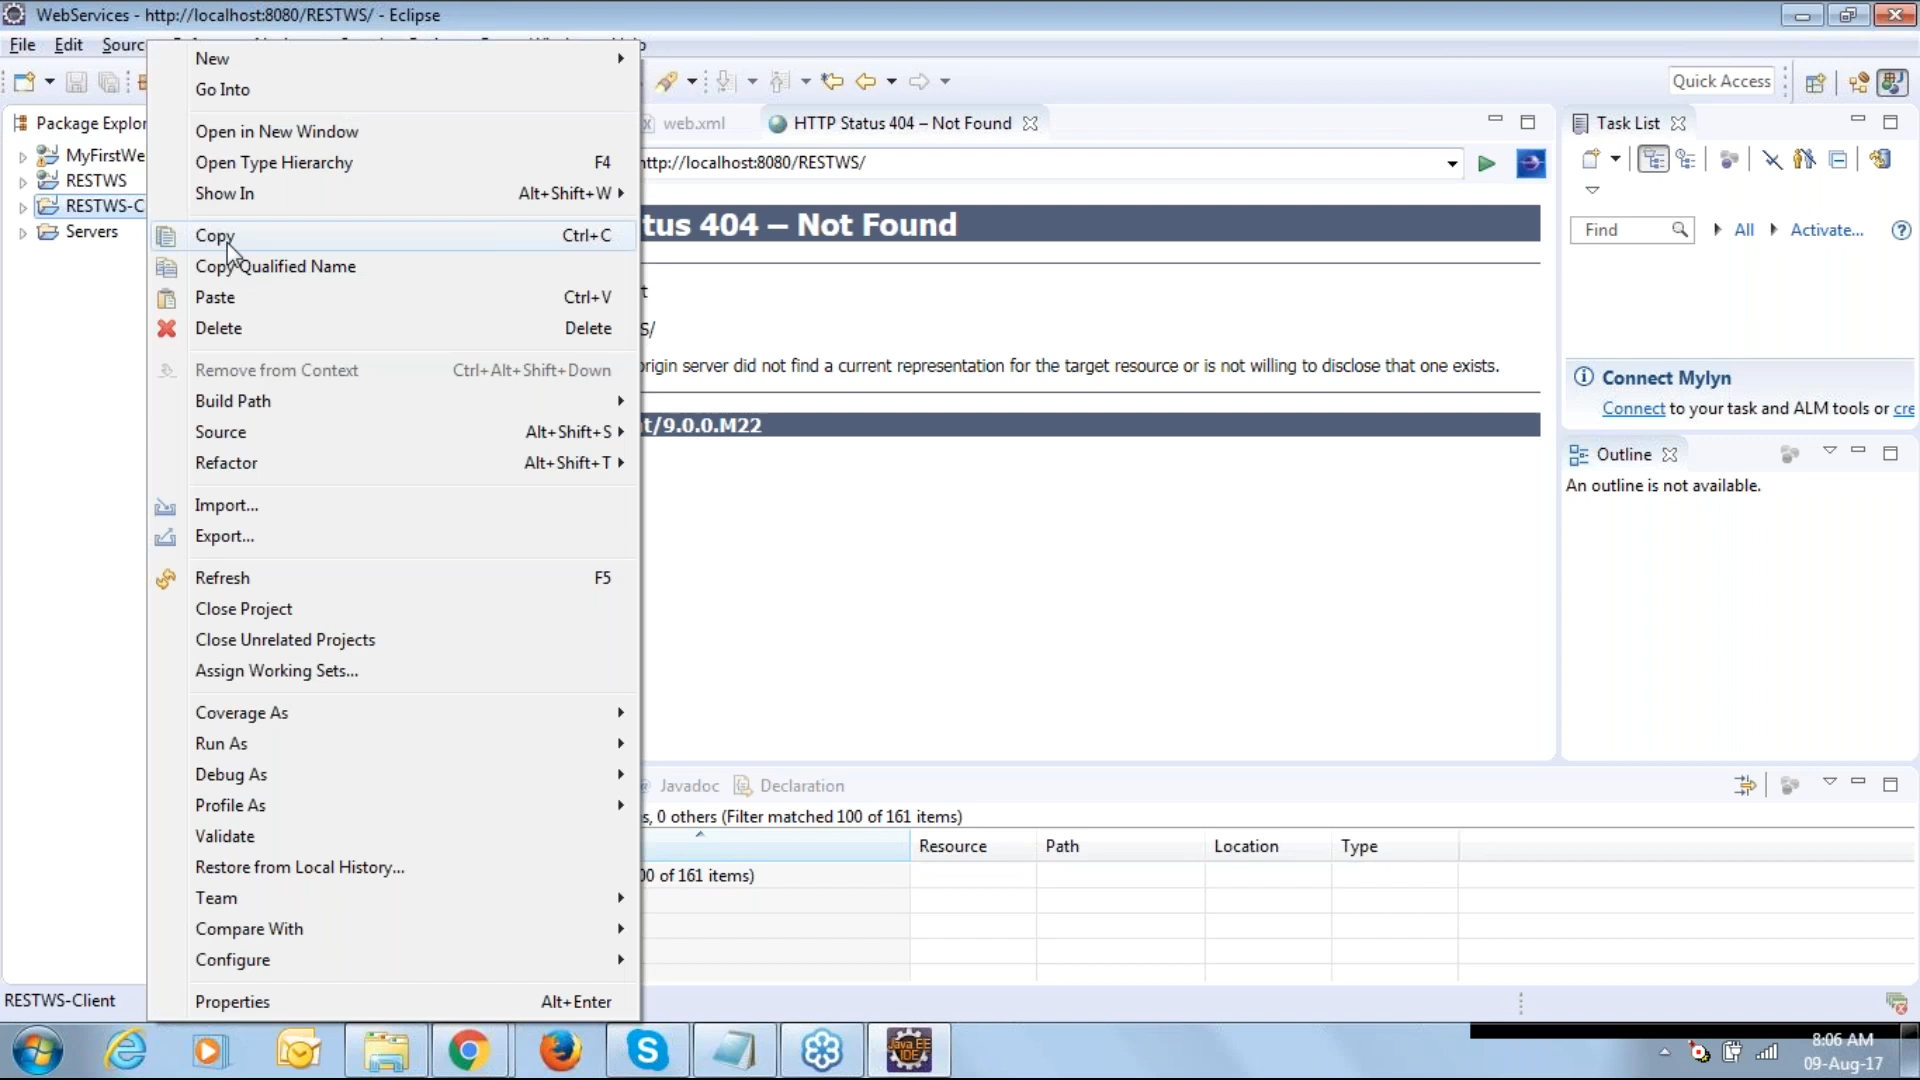 WebServices - http://localhost:8080/RESTWS/ - Eclipse
File Edit Sourc
Quick Access
Package Explor
MyFirstWe
RESTWS
RESTWS-C
Servers
New
Go Into
Open in New Window
Open Type Hierarchy F4
Show In Alt+Shift+W
Copy Ctrl+C
Copy Qualified Name
Paste Ctrl+V
Delete Delete
Remove from Context Ctrl+Alt+Shift+Down
Build Path
Source Alt+Shift+S
Refactor Alt+Shift+T
Import...
Export...
Refresh F5
Close Project
Close Unrelated Projects
Assign Working Sets...
Coverage As
Run As
Debug As
Profile As
Validate
Restore from Local History...
Team
Compare With
Configure
Properties Alt+Enter
web.xml HTTP Status 404 – Not Found
http://localhost:8080/RESTWS/
tus 404 – Not Found
t
S/
origin server did not find a current representation for the target resource or is not willing to disclose that one exists.
t/9.0.0.M22
Task List
Find All Activate...
Connect Mylyn
Connect to your task and ALM tools or cre
Outline
An outline is not available.
Javadoc Declaration
s, 0 others (Filter matched 100 of 161 items)
Resource Path Location Type
00 of 161 items)
RESTWS-Client
Java EE
IDE
8:06 AM
09-Aug-17